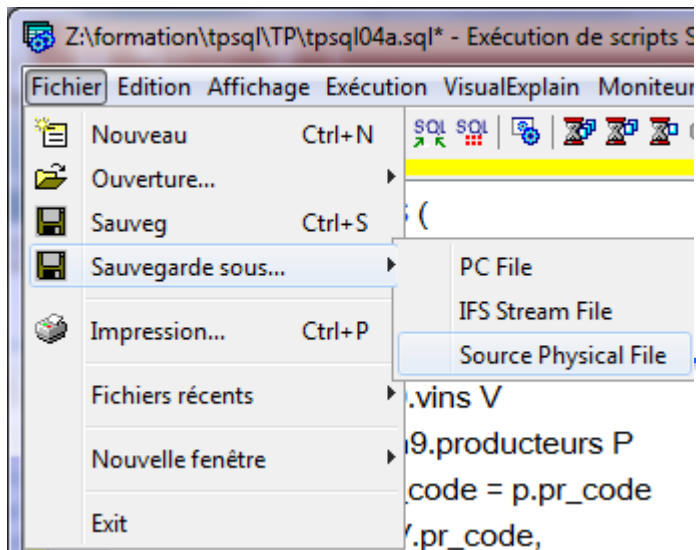 Z:\formation\tpsql\TP\tpsql04a.sql* - Exécution de scripts S
Fichier Edition Affichage Exécution VisualExplain Moniteur
Nouveau Ctrl+N
SQL SQL
Ouverture...
Sauveg Ctrl+S
(
Sauvegarde sous...
PC File
IFS Stream File
Impression... Ctrl+P
Source Physical File
Fichiers récents
.vins V
9.producteurs P
Nouvelle fenêtre
_code = p.pr_code
Exit
.pr_code,